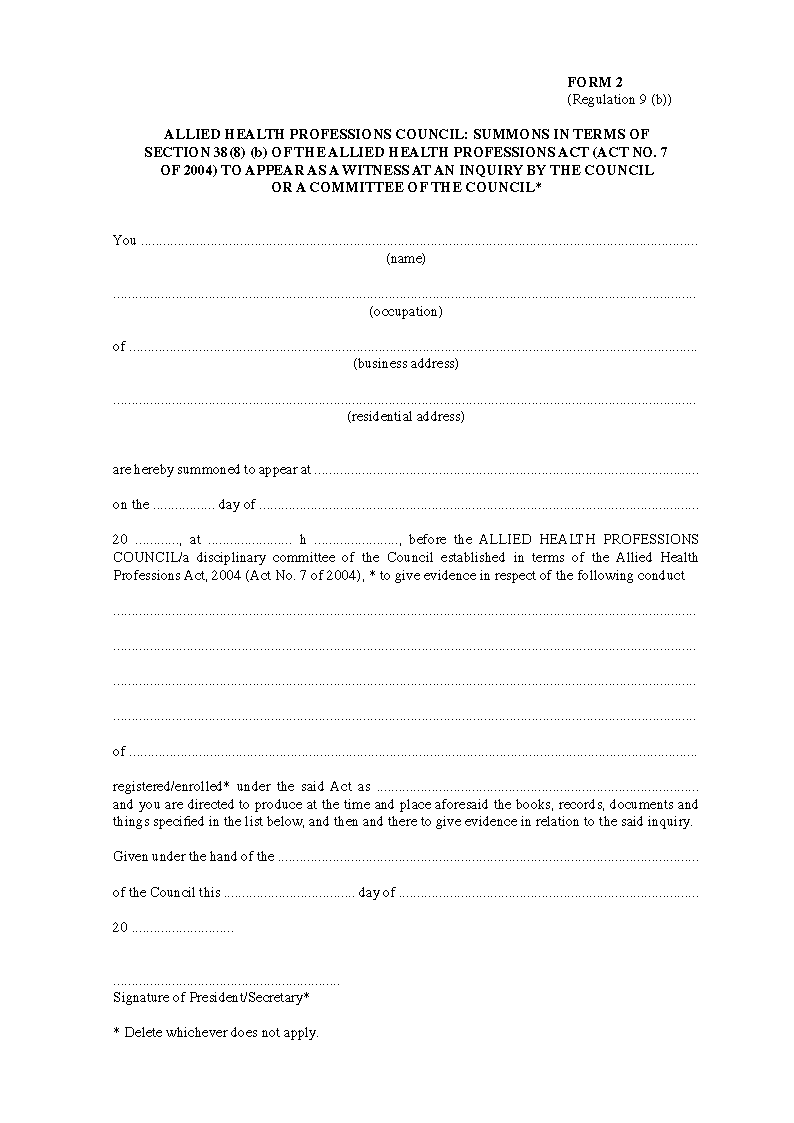 FORM 2
(Regulation 9 (b))
ALLIED HEALTH PROFESSIONS COUNCIL: SUMMONS IN TERMS OF
SECTION 38(8) (b) OF THE ALLIED HEALTH PROFESSIONS ACT (ACT NO. 7
OF 2004) TO APPEAR AS A WITNESS AT AN INQUIRY BY THE COUNCIL
OR A COMMITTEE OF THE COUNCIL*
You ..........................................................................................................................................................
(name)
.................................................................................................................................................................
(occupation)
of .............................................................................................................................................................
(business address)
.................................................................................................................................................................
(residential address)
are hereby summoned to appear at ..........................................................................................................
on the ................. day of .........................................................................................................................
20 ............, at ....................... h ......................., before the ALLIED HEALTH PROFESSIONS
COUNCIL/a disciplinary committee of the Council established in terms of the Allied Health
Professions Act, 2004 (Act No. 7 of 2004), * to give evidence in respect of the following conduct
.................................................................................................................................................................
.................................................................................................................................................................
.................................................................................................................................................................
.................................................................................................................................................................
of .............................................................................................................................................................
registered/enrolled* under the said Act as ........................................................................................
and you are directed to produce at the time and place aforesaid the books, records, documents and
things specified in the list below, and then and there to give evidence in relation to the said inquiry.
Given under the hand of the ....................................................................................................................
of the Council this .................................... day of ...................................................................................
20 ............................
...............................................................
Signature of President/Secretary*
* Delete whichever does not apply.